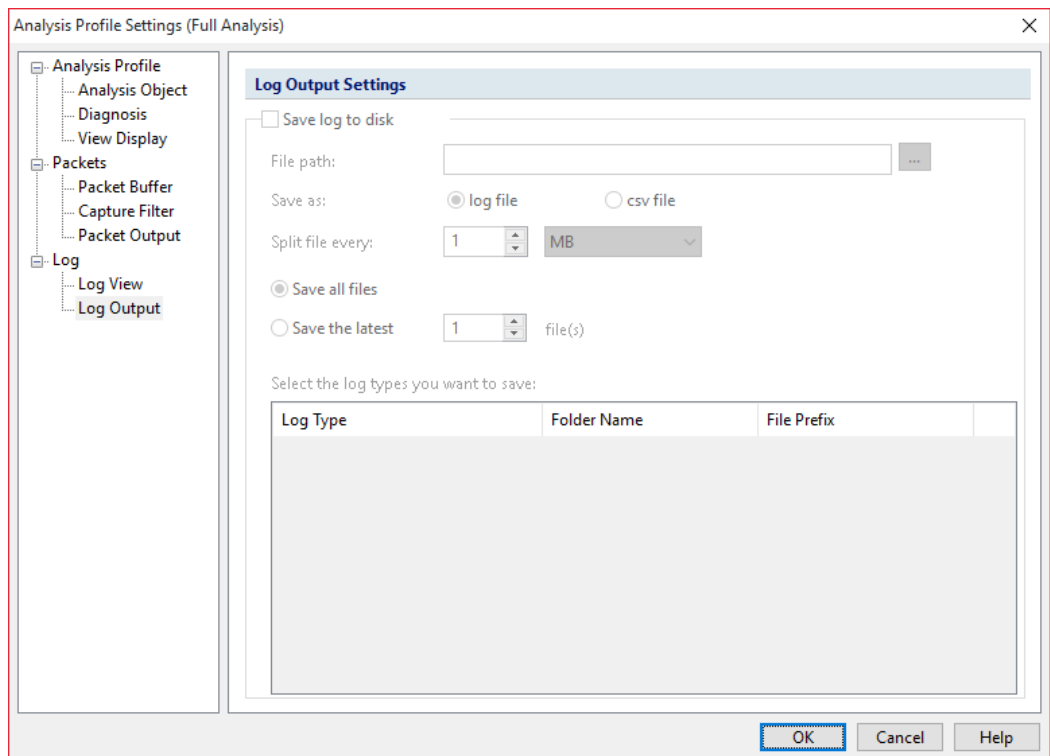 Analysis Profile Settings (Full Analysis)
Analysis Profile
Analysis Object
Diagnosis
View Display
Packets
Packet Buffer
Capture Filter
Packet Output
Log
Log View
Log Output
Log Output Settings
Save log to disk
File path:
...
Save as:
log file
csv file
Split file every:
1
MB
Save all files
Save the latest
1
file(s)
Select the log types you want to save:
Log Type
Folder Name
File Prefix
OK
Cancel
Help